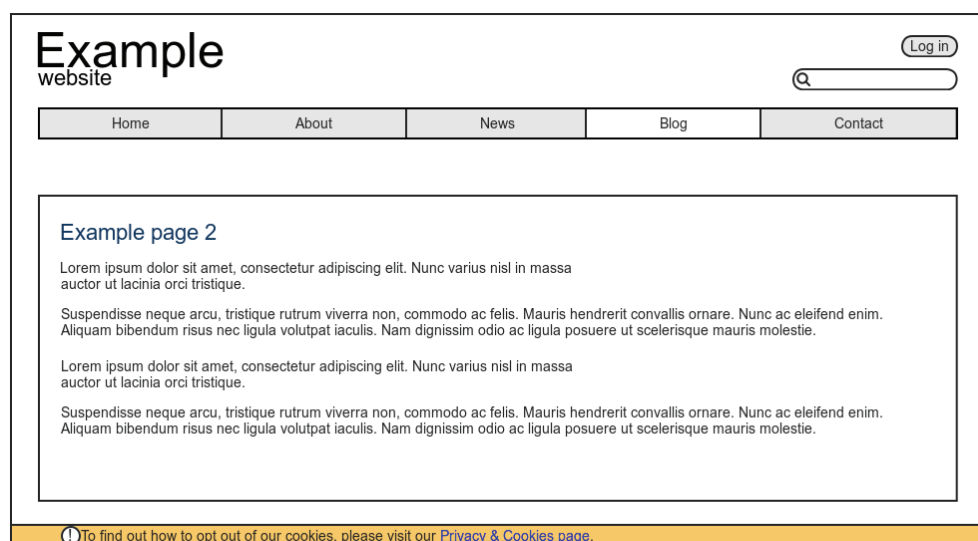 Example
website
Log in
Home About News Blog Contact
Example page 2
Lorem ipsum dolor sit amet, consectetur adipiscing elit. Nunc varius nisl in massa
auctor ut lacinia orci tristique.
Suspendisse neque arcu, tristique rutrum viverra non, commodo ac felis. Mauris hendrerit convallis ornare. Nunc ac eleifend enim.
Aliquam bibendum risus nec ligula volutpat iaculis. Nam dignissim odio ac ligula posuere ut scelerisque mauris molestie.
Lorem ipsum dolor sit amet, consectetur adipiscing elit. Nunc varius nisl in massa
auctor ut lacinia orci tristique.
Suspendisse neque arcu, tristique rutrum viverra non, commodo ac felis. Mauris hendrerit convallis ornare. Nunc ac eleifend enim.
Aliquam bibendum risus nec ligula volutpat iaculis. Nam dignissim odio ac ligula posuere ut scelerisque mauris molestie.
! To find out how to opt out of our cookies, please visit our Privacy & Cookies page.